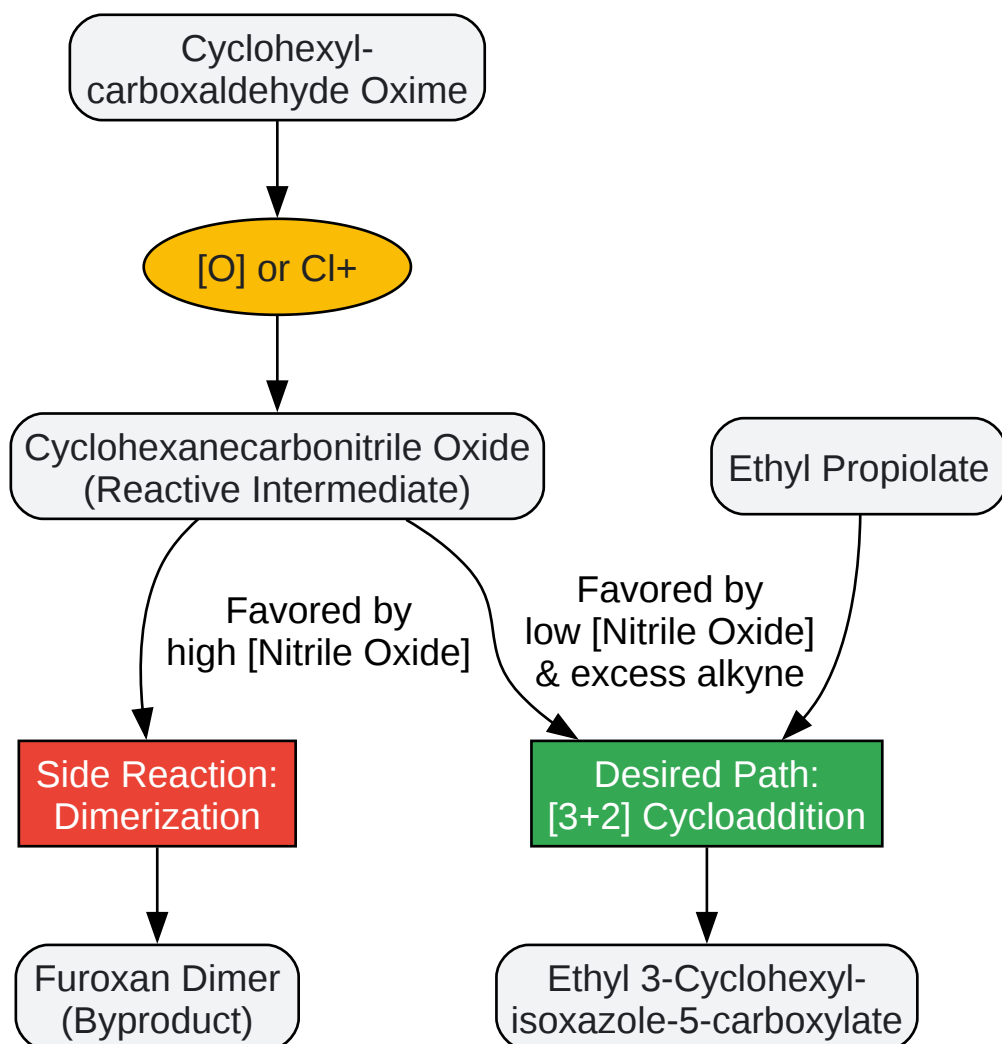 Cyclohexyl-
carboxaldehyde Oxime
[O] or Cl+
Cyclohexanecarbonitrile Oxide
(Reactive Intermediate)
Ethyl Propiolate
Favored by
high [Nitrile Oxide]
Favored by
low [Nitrile Oxide]
& excess alkyne
Side Reaction:
Dimerization
Desired Path:
[3+2] Cycloaddition
Furoxan Dimer
(Byproduct)
Ethyl 3-Cyclohexyl-
isoxazole-5-carboxylate